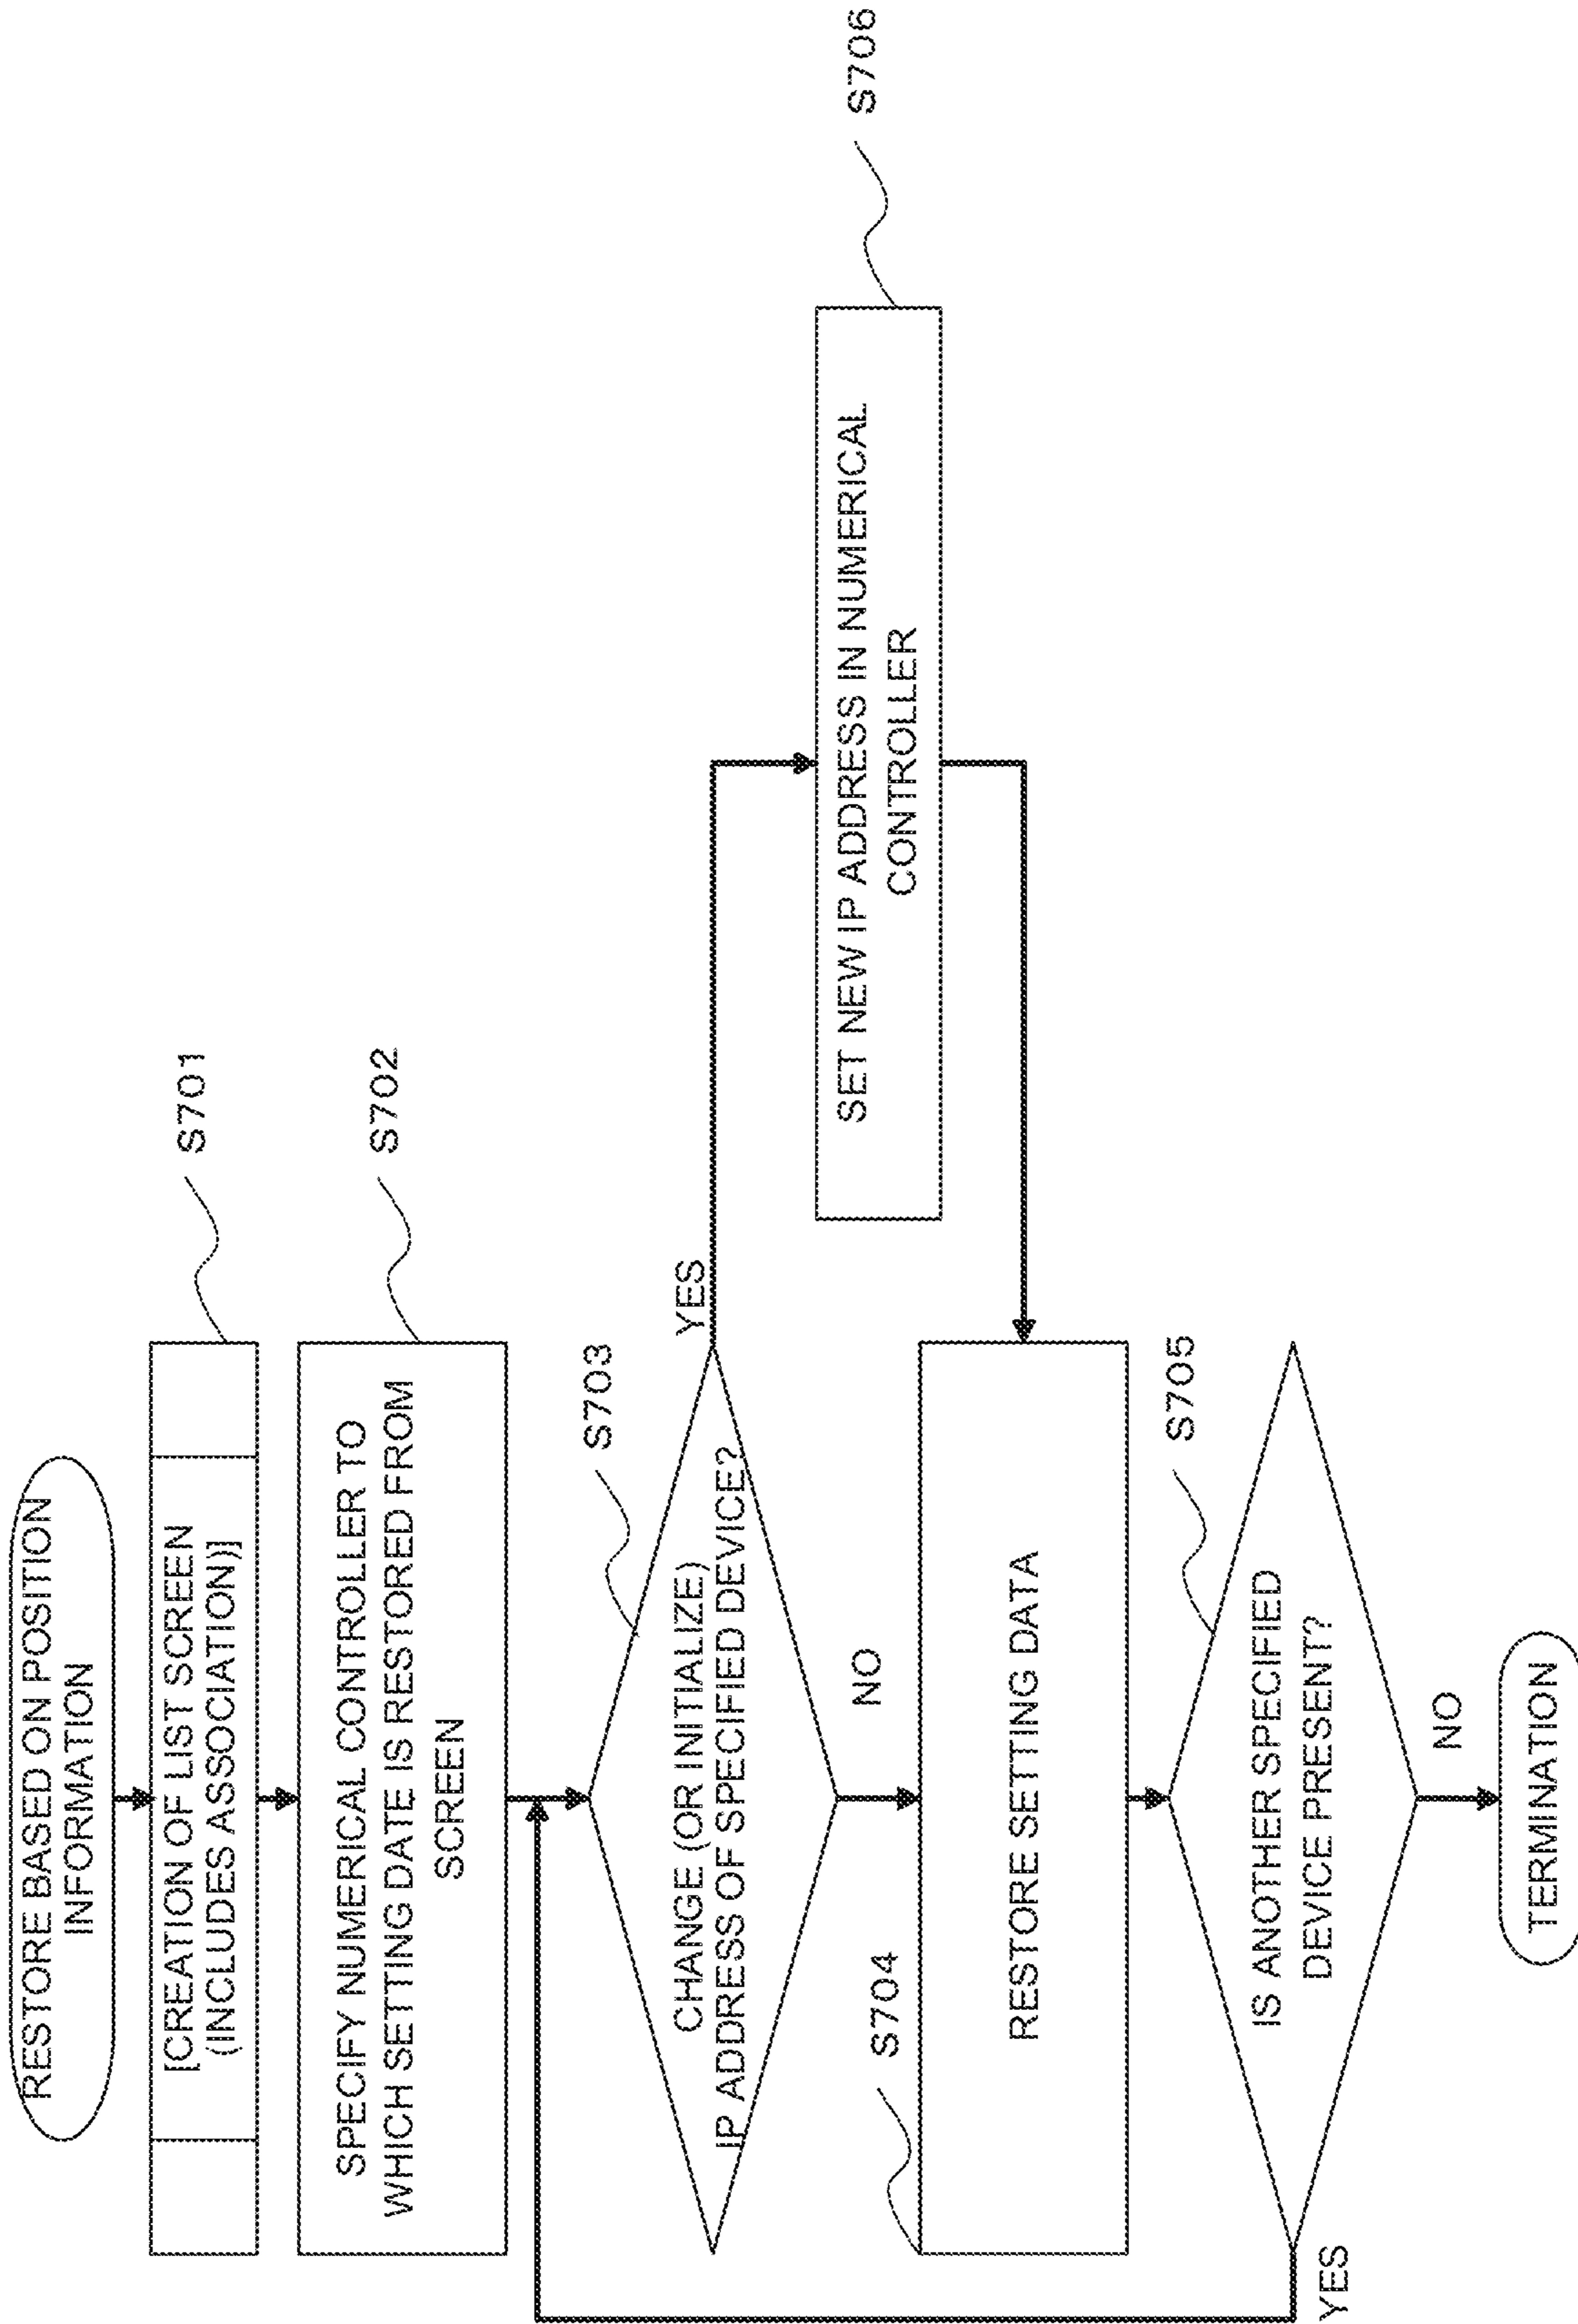 RESTORE BASED ON POSITION
INFORMATION
[CREATION OF LIST SCREEN
(INCLUDES ASSOCIATION)]
S701
SPECIFY NUMERICAL CONTROLLER TO
WHICH SETTING DATE IS RESTORED FROM
SCREEN
S702
CHANGE (OR INITIALIZE)
IP ADDRESS OF SPECIFIED DEVICE?
S703
YES
NO
SET NEW IP ADDRESS IN NUMERICAL
CONTROLLER
S706
S704
RESTORE SETTING DATA
IS ANOTHER SPECIFIED
DEVICE PRESENT?
S705
YES
NO
TERMINATION